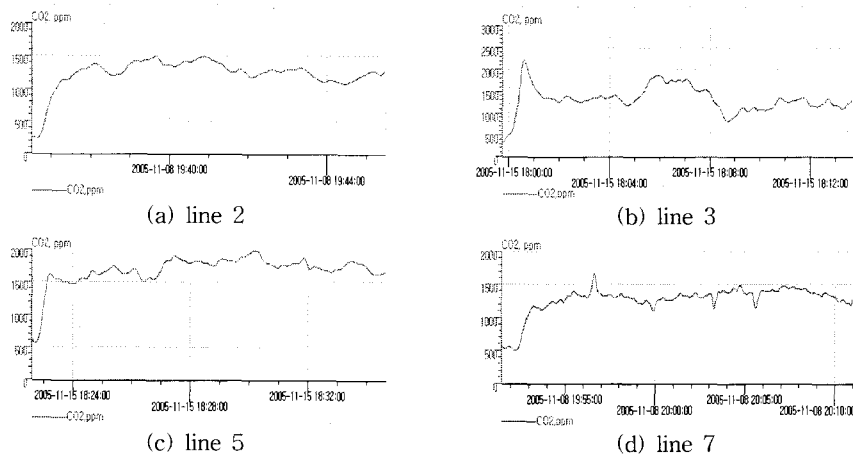 CO2, ppm
2000
1500
1000
500
0
2005-11-08 19:40:00
2005-11-08 19:44:00
CO2,ppm
(a) line 2
CO2, ppm
3000
2500
2000
1500
1000
500
0
2005-11-15 18:00:00
2005-11-15 18:04:00
2005-11-15 18:08:00
2005-11-15 18:12:00
CO2,ppm
(b) line 3
CO2, ppm
2000
1500
1000
500
0
2005-11-15 18:24:00
2005-11-15 18:28:00
2005-11-15 18:32:00
CO2,ppm
(c) line 5
CO2, ppm
2000
1500
1000
500
0
2005-11-08 19:55:00
2005-11-08 20:00:00
2005-11-08 20:05:00
2005-11-08 20:10:00
CO2,ppm
(d) line 7